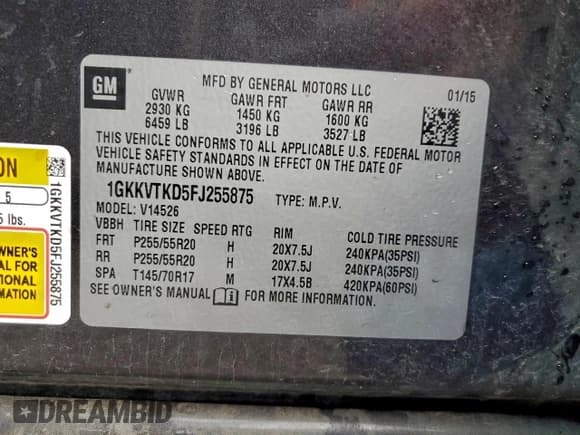 GM
MFD BY GENERAL MOTORS LLC
01/15
GVWR GAWR FRT GAWR RR
2930 KG 1450 KG 1600 KG
6459 LB 3196 LB 3527 LB
THIS VEHICLE CONFORMS TO ALL APPLICABLE U.S. FEDERAL MOTOR
VEHICLE SAFETY STANDARDS IN EFFECT ON THE DATE OF
MANUFACTURE SHOWN ABOVE.
1GKKVTKD5FJ255875 TYPE: M.P.V.
MODEL: V14526
VBBH TIRE SIZE SPEED RTG RIM COLD TIRE PRESSURE
FRT P255/55R20 H 20X7.5J 240KPA(35PSI)
RR P255/55R20 H 20X7.5J 240KPA(35PSI)
SPA T145/70R17 M 17X4.5B 420KPA(60PSI)
SEE OWNER'S MANUAL i FOR MORE INFORMATION.
ION
5
lbs.
WNER'S
AL FOR
TIONAL
RMATION
1GKKVTKD5FJ255875
DREAMBID